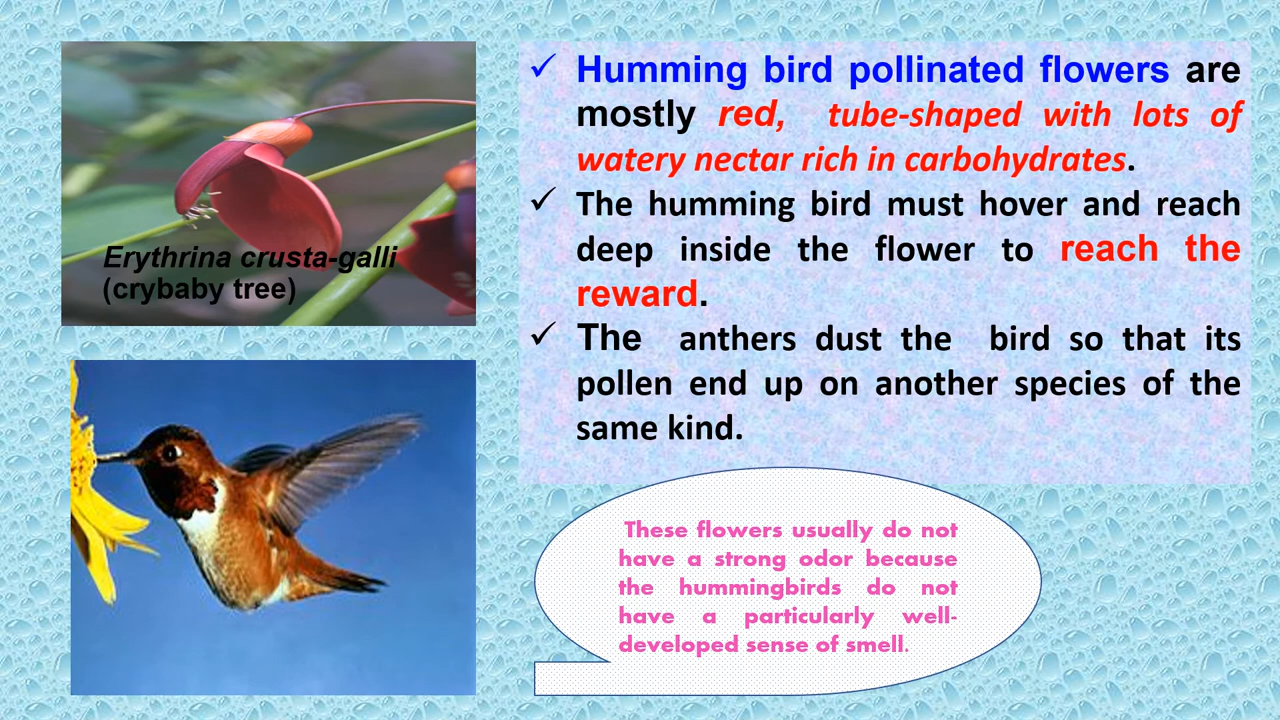 Erythrina crusta-galli
(crybaby tree)
✓ Humming bird pollinated flowers are
mostly red, tube-shaped with lots of
watery nectar rich in carbohydrates.
✓ The humming bird must hover and reach
deep inside the flower to reach the
reward.
✓ The anthers dust the bird so that its
pollen end up on another species of the
same kind.
These flowers usually do not
have a strong odor because
the hummingbirds do not
have a particularly well-
developed sense of smell.